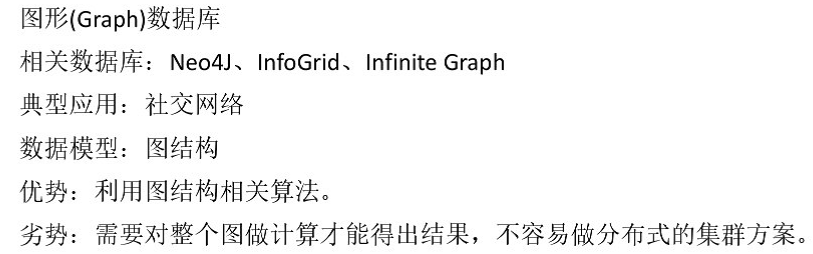 图形(Graph)数据库
相关数据库：Neo4J、InfoGrid、Infinite Graph
典型应用：社交网络
数据模型：图结构
优势：利用图结构相关算法。
劣势：需要对整个图做计算才能得出结果，不容易做分布式的集群方案。